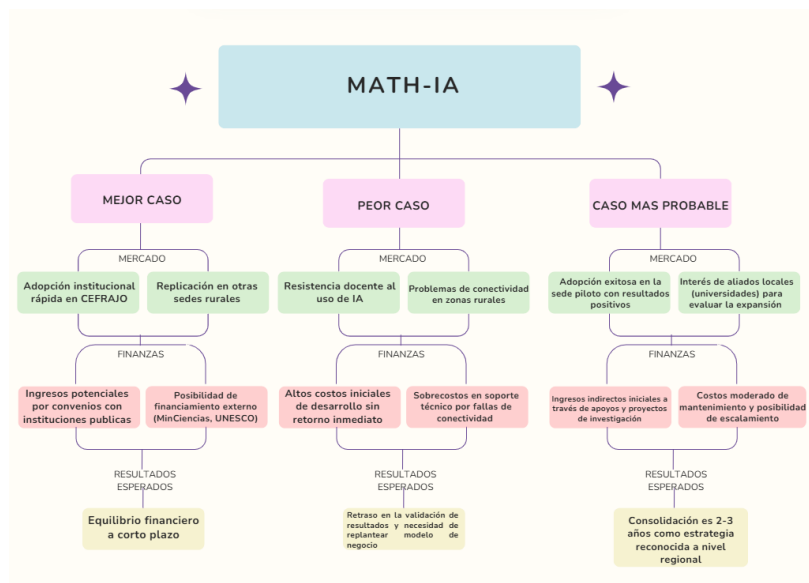 MATH-IA
MEJOR CASO
MERCADO
Adopción institucional
rápida en CEFRAJO
Replicación en otras
sedes rurales
FINANZAS
Ingresos potenciales
por convenios con
instituciones publicas
Posibilidad de
financiamiento externo
(MinCiencias, UNESCO)
RESULTADOS
ESPERADOS
Equilibrio financiero
a corto plazo
PEOR CASO
MERCADO
Resistencia docente al
uso de IA
Problemas de conectividad
en zonas rurales
FINANZAS
Altos costos iniciales
de desarrollo sin
retorno inmediato
Sobrecostos en soporte
técnico por fallas de
conectividad
RESULTADOS
ESPERADOS
Retraso en la validación de
resultados y necesidad de
replantear modelo de
negocio
CASO MAS PROBABLE
MERCADO
Adopción exitosa en la
sede piloto con resultados
positivos
Interés de aliados locales
(universidades) para
evaluar la expansión
FINANZAS
Ingresos indirectos iniciales a
través de apoyos y proyectos
de investigación
Costos moderado de
mantenimiento y posibilidad
de escalamiento
RESULTADOS
ESPERADOS
Consolidación es 2-3
años como estrategia
reconocida a nivel
regional